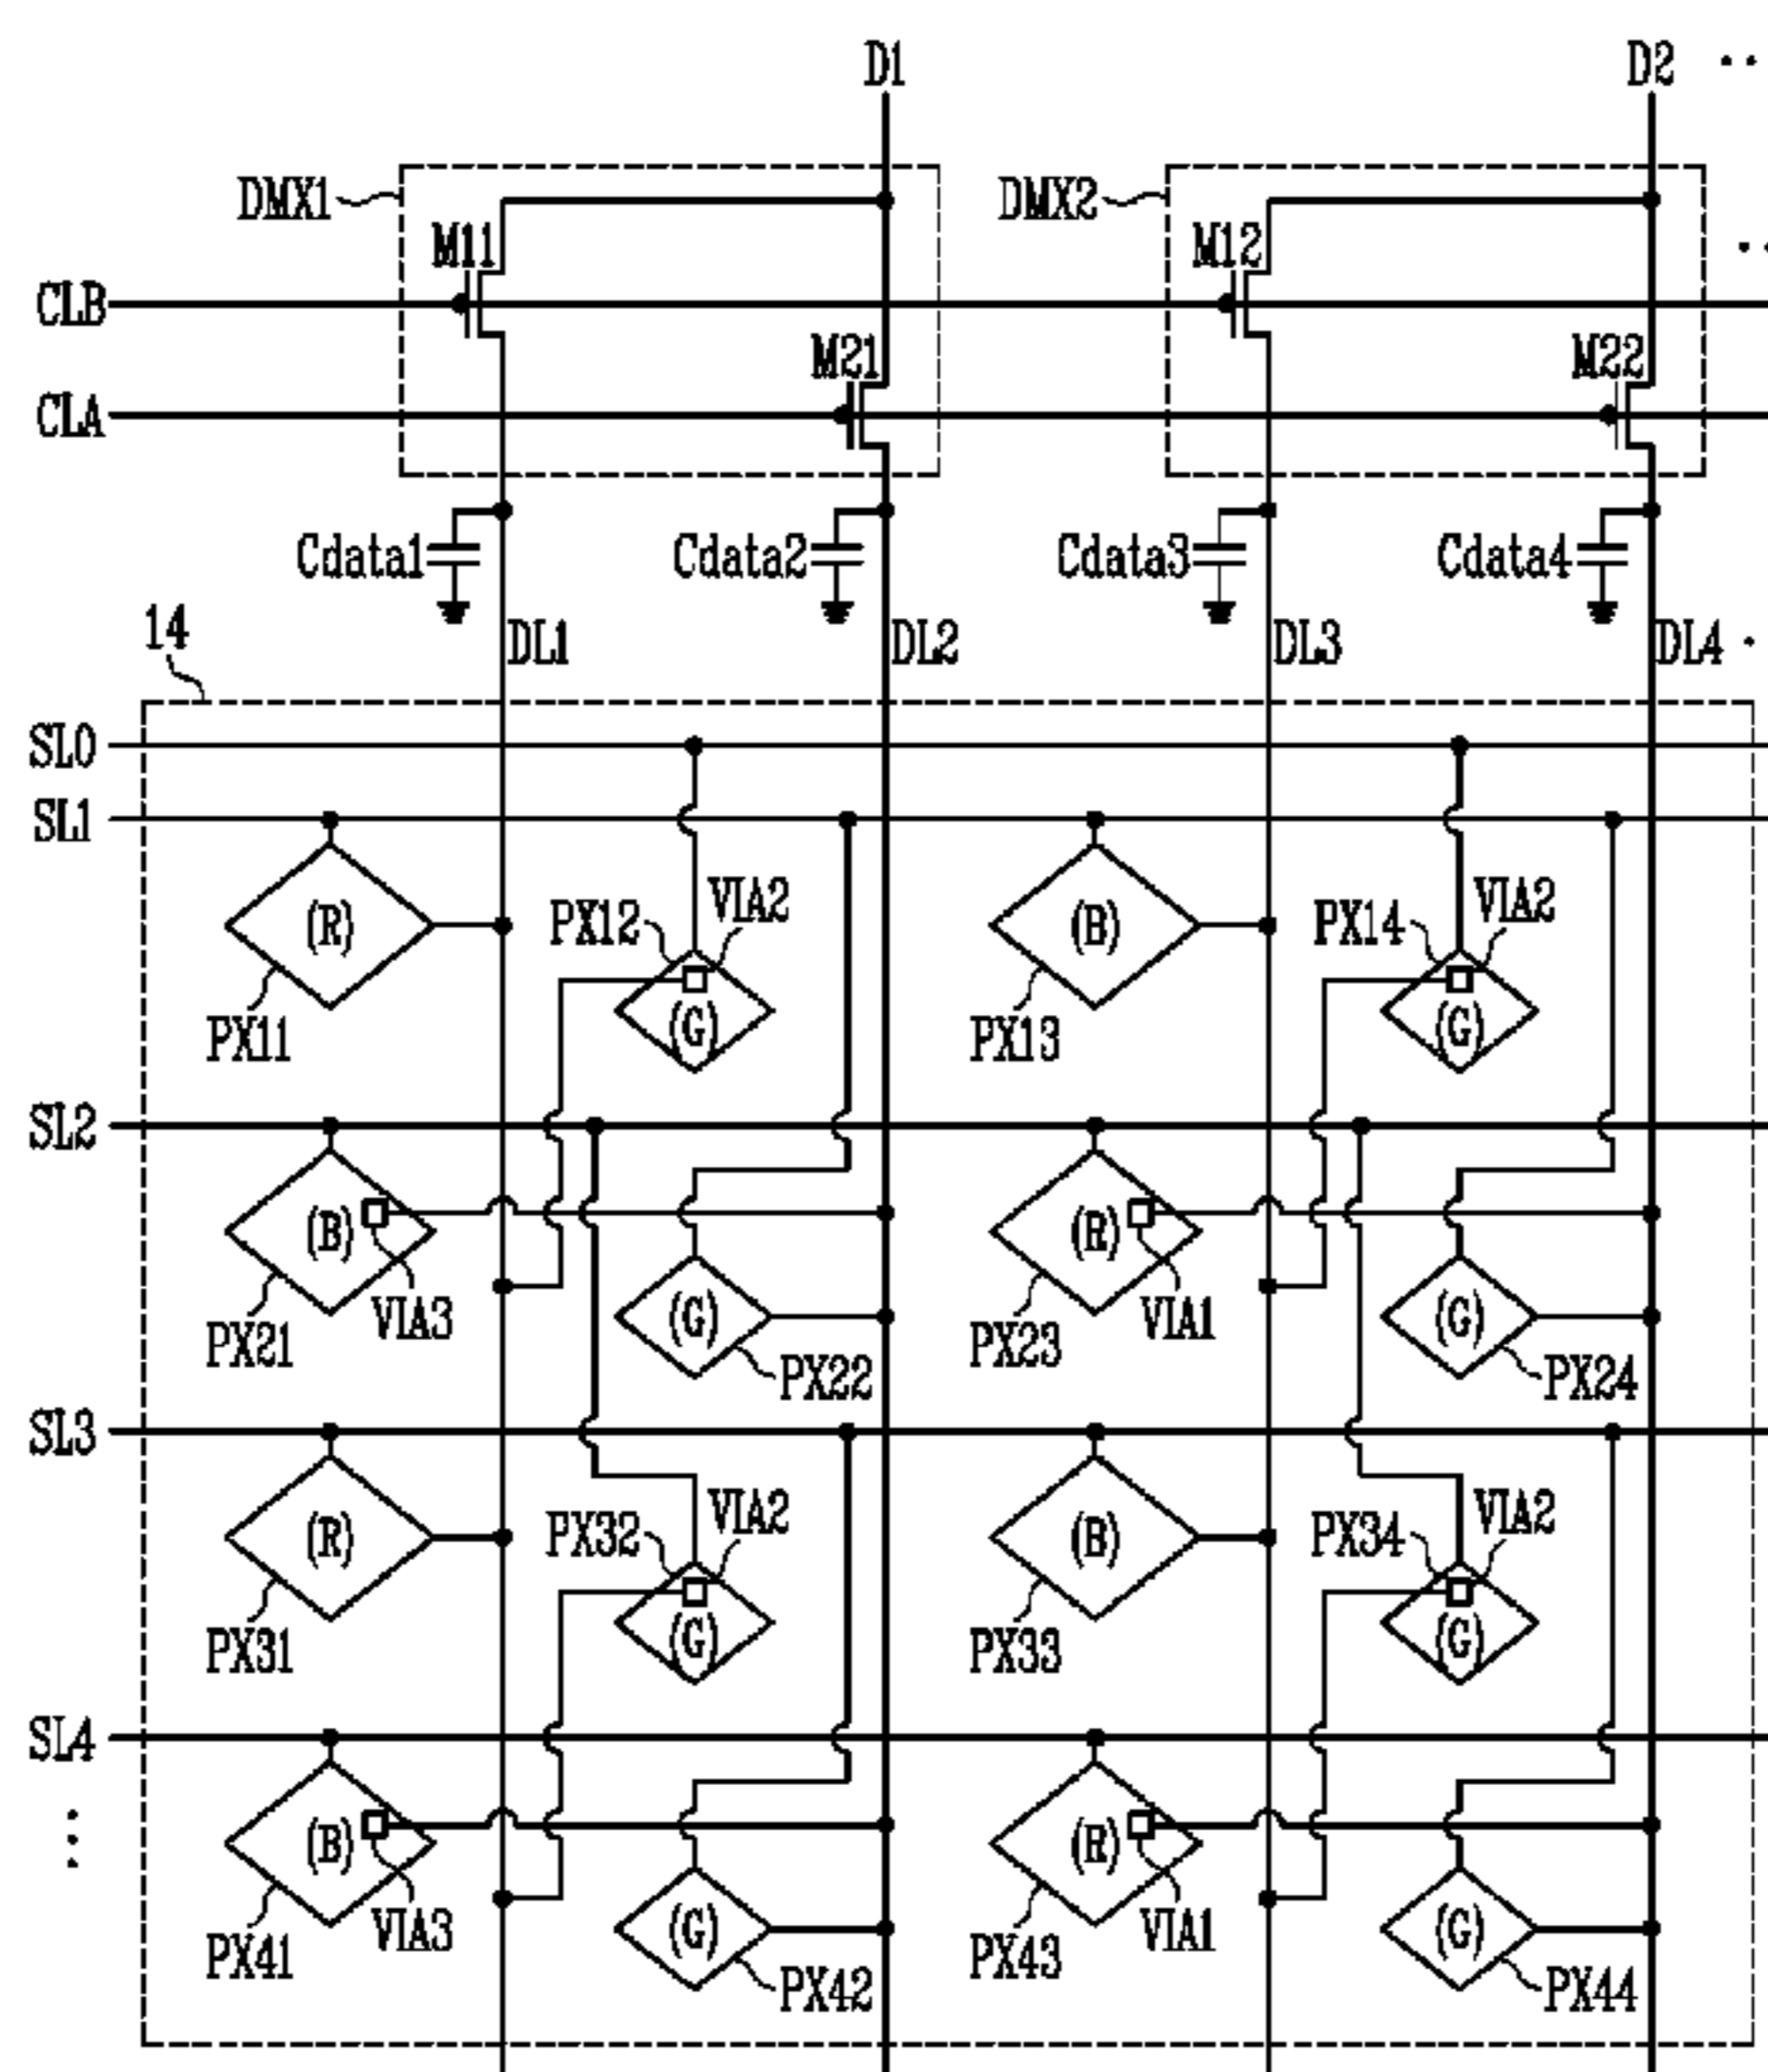 D1 D2 ··
DMX1 DMX2
M11 M12 ··
CLB
M21 M22
CLA
Cdata1 Cdata2 Cdata3 Cdata4
14 DL1 DL2 DL3 DL4 ·
SL0
SL1
(R) PX12 VIA2 (B) PX14 VIA2
PX11 (G) PX13 (G)
SL2
(B) (R)
PX21 VIA3 (G) PX23 VIA1 (G)
PX22 PX24
SL3
(R) PX32 VIA2 (B) PX34 VIA2
PX31 (G) PX33 (G)
SL4
(B) (R)
PX41 VIA3 (G) PX43 VIA1 (G)
PX42 PX44